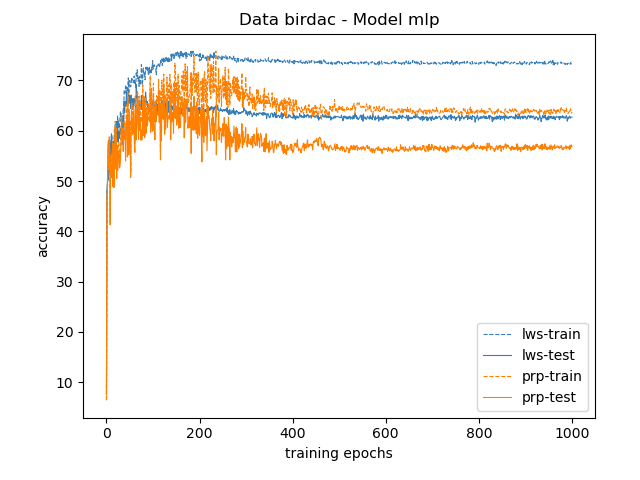 Data birdac - Model mlp
accuracy
70
60
50
40
30
20
10
0
200
400
600
800
1000
training epochs
lws-train
lws-test
prp-train
prp-test